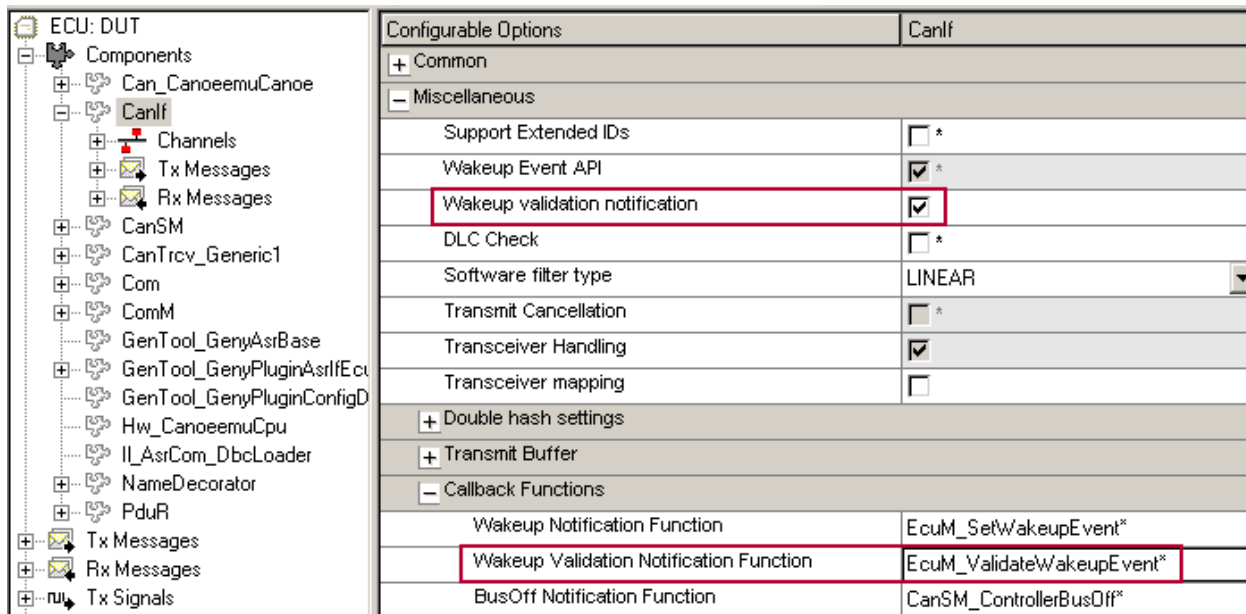 ECU: DUT
Components
Can_CanoeemuCanoe
CanIf
Channels
Tx Messages
Rx Messages
CanSM
CanTrcv_Generic1
Com
ComM
GenTool_GenyAsrBase
GenTool_GenyPluginAsrIfEcu
GenTool_GenyPluginConfigD
Hw_CanoeemuCpu
Il_AsrCom_DbcLoader
NameDecorator
PduR
Tx Messages
Rx Messages
Tx Signals
Configurable Options CanIf
Common
Miscellaneous
Support Extended IDs *
Wakeup Event API *
Wakeup validation notification
DLC Check *
Software filter type LINEAR
Transmit Cancellation *
Transceiver Handling
Transceiver mapping
Double hash settings
Transmit Buffer
Callback Functions
Wakeup Notification Function EcuM_SetWakeupEvent*
Wakeup Validation Notification Function EcuM_ValidateWakeupEvent*
BusOff Notification Function CanSM_ControllerBusOff*